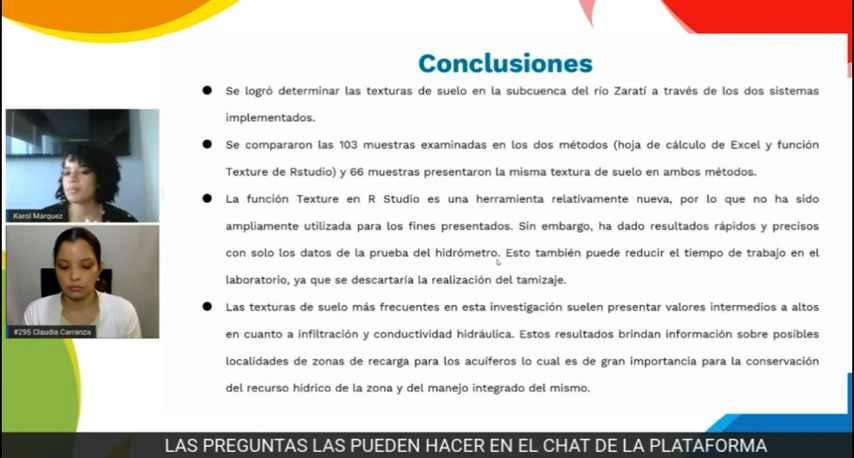 Conclusiones
● Se logró determinar las texturas de suelo en la subcuenca del río Zaratí a través de los dos sistemas
implementados.
● Se compararon las 103 muestras examinadas en los dos métodos (hoja de cálculo de Excel y función
Texture de Rstudio) y 66 muestras presentaron la misma textura de suelo en ambos métodos.
● La función Texture en R Studio es una herramienta relativamente nueva, por lo que no ha sido
ampliamente utilizada para los fines presentados. Sin embargo, ha dado resultados rápidos y precisos
con solo los datos de la prueba del hidrómetro. Esto también puede reducir el tiempo de trabajo en el
laboratorio, ya que se descartaría la realización del tamizaje.
● Las texturas de suelo más frecuentes en esta investigación suelen presentar valores intermedios a altos
en cuanto a infiltración y conductividad hidráulica. Estos resultados brindan información sobre posibles
localidades de zonas de recarga para los acuíferos lo cual es de gran importancia para la conservación
del recurso hídrico de la zona y del manejo integrado del mismo.
Karol Márquez
#295 Claudia Carranza
LAS PREGUNTAS LAS PUEDEN HACER EN EL CHAT DE LA PLATAFORMA